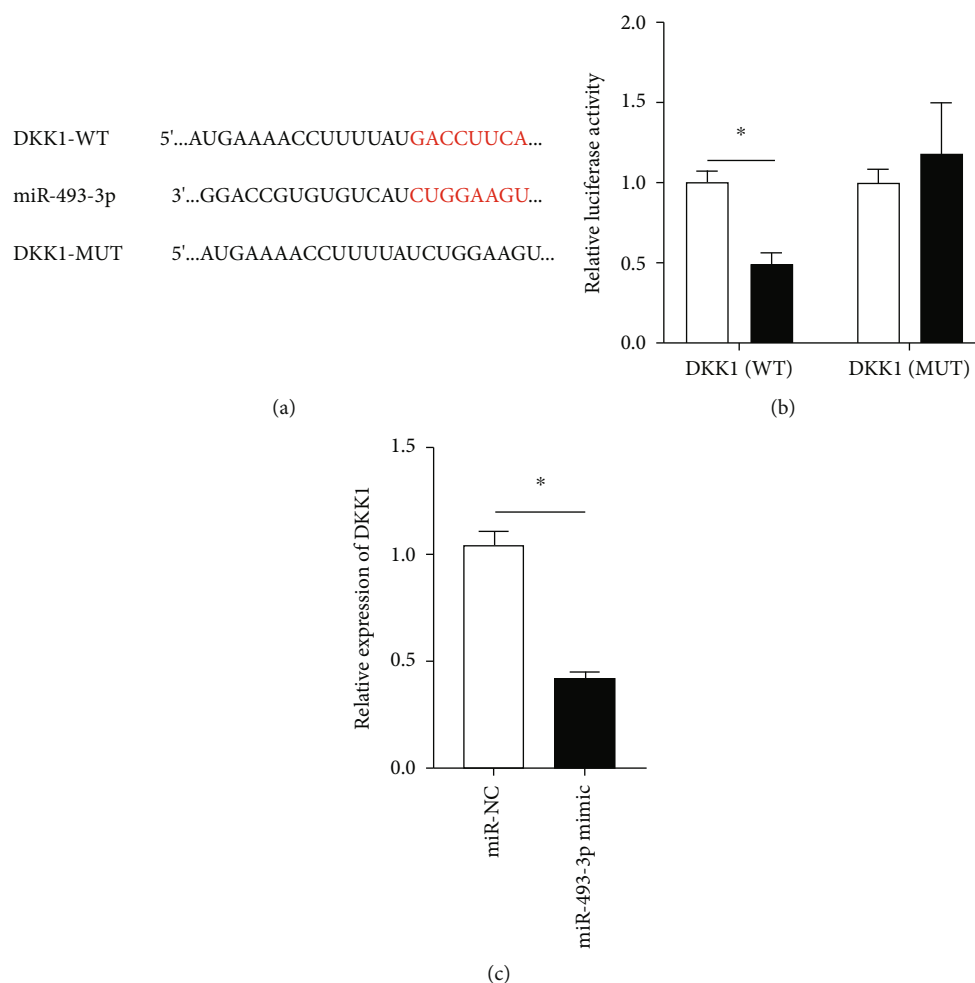 DKK1-WT 5'...AUGAAAACCUUUUAUGACCUUCA...
miR-493-3p 3'...GGACCGUGUGUCAUCUGGAAGU...
DKK1-MUT 5'...AUGAAAACCUUUUAUCUGGAAGU...
(a)
Relative luciferase activity
2.0
1.5
1.0
0.5
0.0
*
DKK1 (WT) DKK1 (MUT)
(b)
Relative expression of DKK1
1.5
1.0
0.5
0.0
*
miR-NC
miR-493-3p mimic
(c)